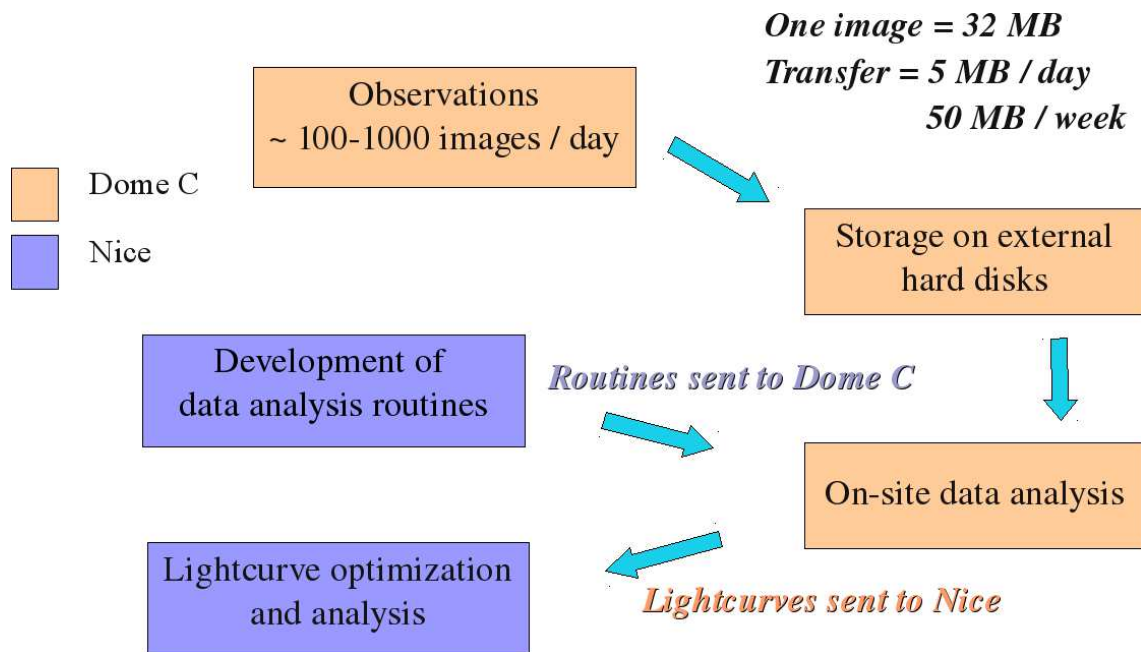 One image = 32 MB
Transfer = 5 MB / day
50 MB / week
Observations
~ 100-1000 images / day
Dome C
Nice
Storage on external
hard disks
Development of
data analysis routines
Routines sent to Dome C
On-site data analysis
Lightcurve optimization
and analysis
Lightcurves sent to Nice